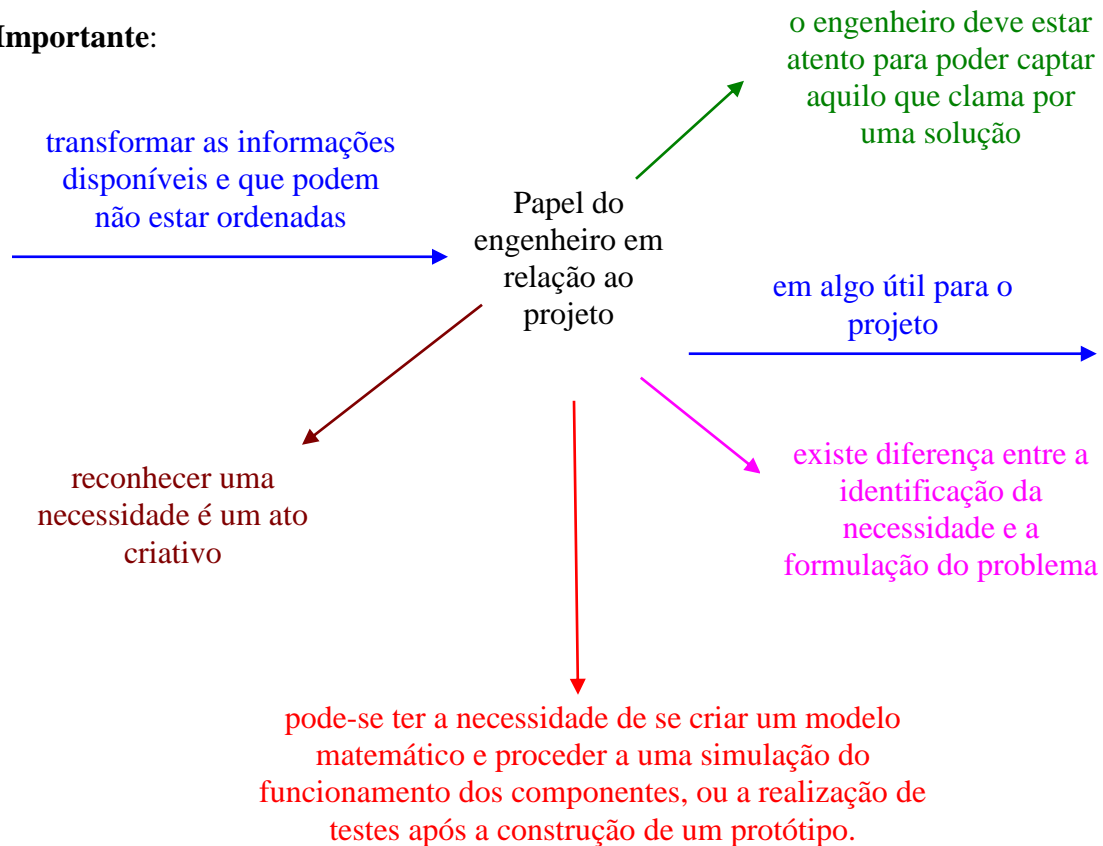 Importante:
o engenheiro deve estar
atento para poder captar
aquilo que clama por
uma solução
transformar as informações
disponíveis e que podem
não estar ordenadas
Papel do
engenheiro em
relação ao
projeto
em algo útil para o
projeto
reconhecer uma
necessidade é um ato
criativo
existe diferença entre a
identificação da
necessidade e a
formulação do problema
pode-se ter a necessidade de se criar um modelo
matemático e proceder a uma simulação do
funcionamento dos componentes, ou a realização de
testes após a construção de um protótipo.